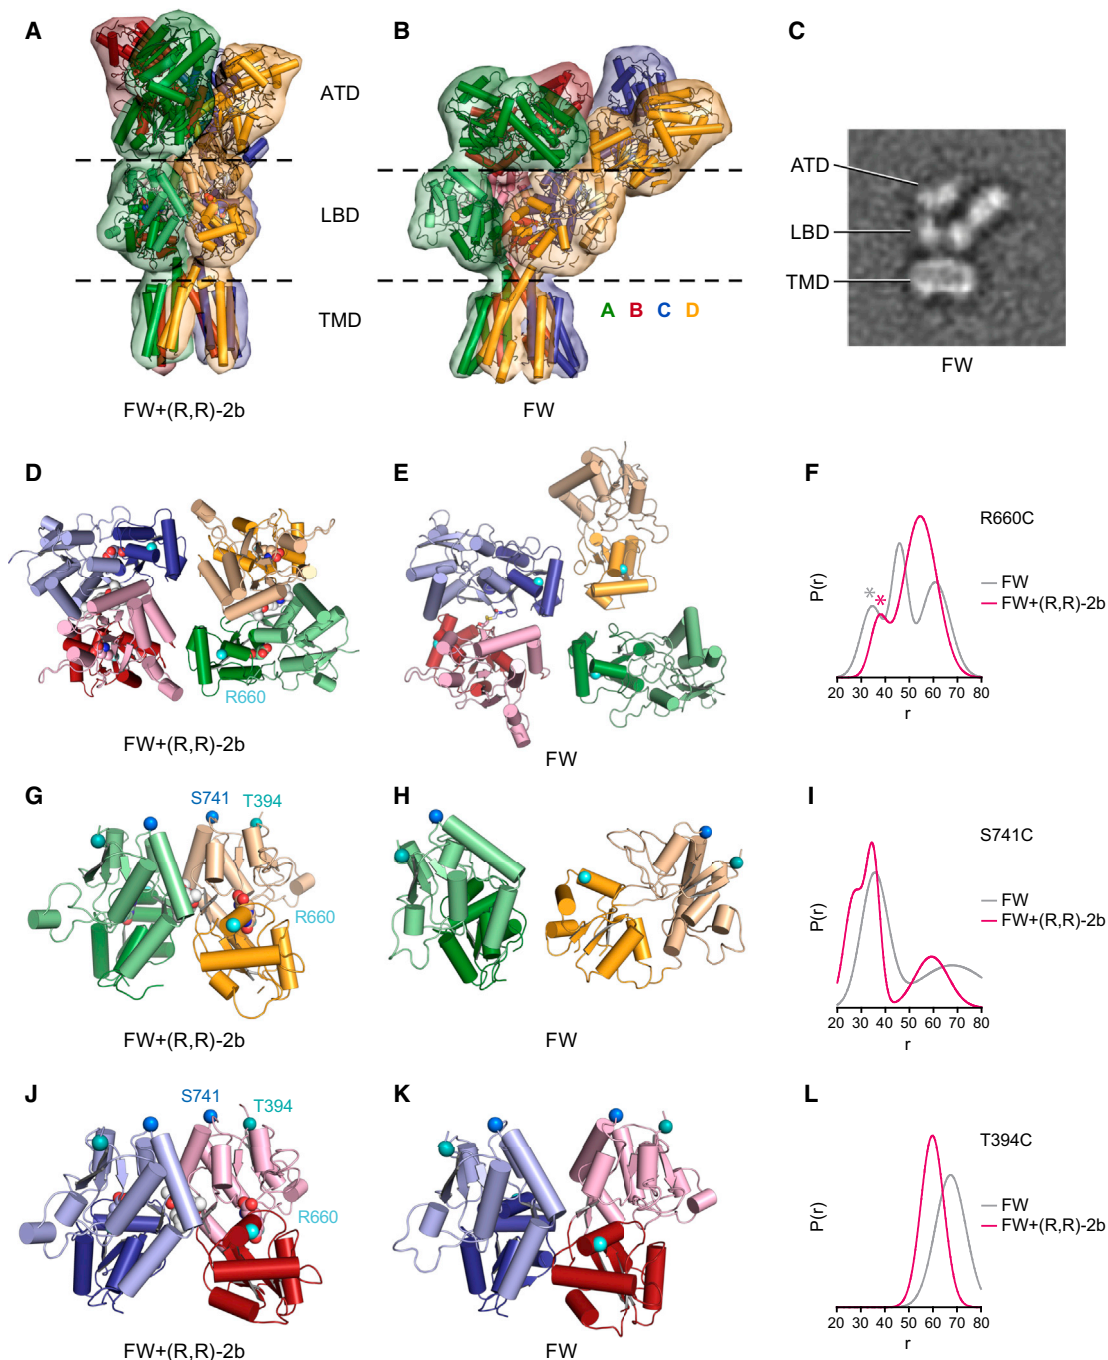 A
B
C
ATD
LBD
TMD
A B C D
FW+(R,R)-2b
FW
ATD
LBD
TMD
FW
D
E
F
R660
FW+(R,R)-2b
FW
R660C
P(r)
* *
FW
FW+(R,R)-2b
20 30 40 50 60 70 80
r
G
H
I
S741 T394
R660
FW+(R,R)-2b
FW
S741C
P(r)
FW
FW+(R,R)-2b
20 30 40 50 60 70 80
r
J
K
L
S741
T394
R660
FW+(R,R)-2b
FW
T394C
P(r)
FW
FW+(R,R)-2b
20 30 40 50 60 70 80
r